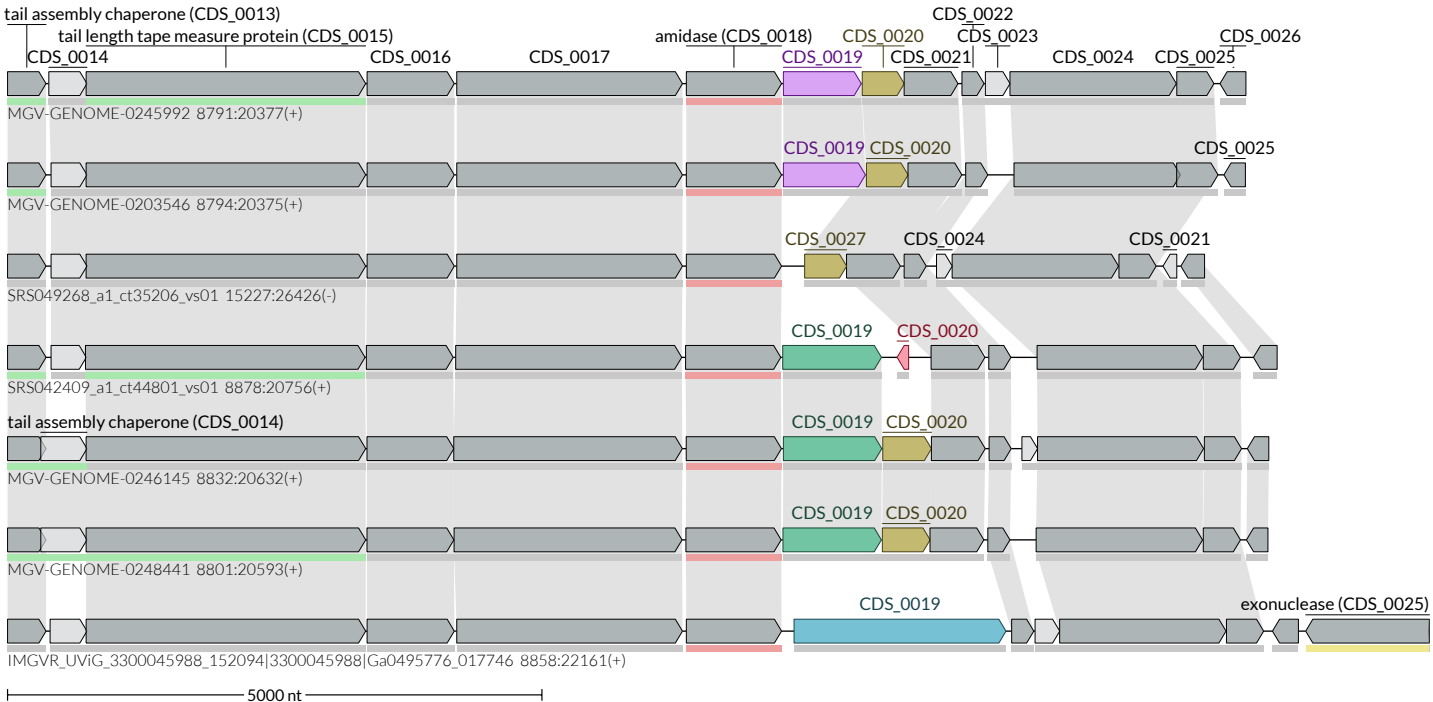 tail assembly chaperone (CDS_0013)
CDS_0022
tail length tape measure protein (CDS_0015)
amidase (CDS_0018)
CDS_0020
CDS_0023
CDS_0026
CDS_0014
CDS_0016
CDS_0017
CDS_0019
CDS_0021
CDS_0024
CDS_0025
MGV-GENOME-0245992 8791:20377(+)
CDS_0019
CDS_0020
CDS_0025
MGV-GENOME-0203546 8794:20375(+)
CDS_0027
CDS_0024
CDS_0021
SRS049268_a1_ct35206_vs01 15227:26426(-)
CDS_0019
CDS_0020
SRS042409_a1_ct44801_vs01 8878:20756(+)
tail assembly chaperone (CDS_0014)
CDS_0019
CDS_0020
MGV-GENOME-0246145 8832:20632(+)
CDS_0019
CDS_0020
MGV-GENOME-0248441 8801:20593(+)
CDS_0019
exonuclease (CDS_0025)
IMGVR_UViG_3300045988_152094|3300045988|Ga0495776_017746 8858:22161(+)
5000 nt